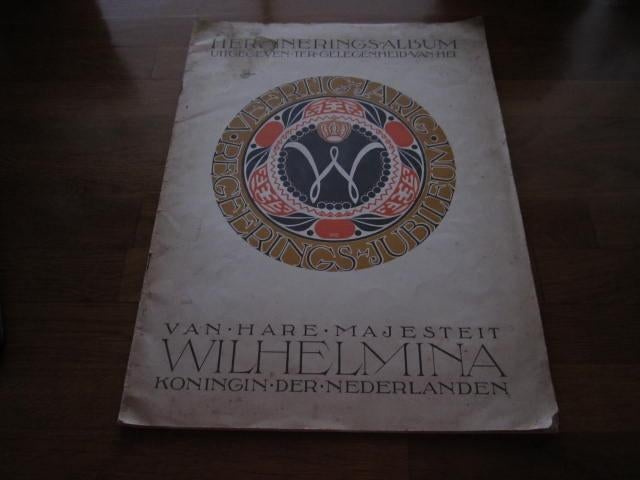 HERINNERINGS-ALBUM
UITGEGEVEN·TER·GELEGENHEID·VAN·HET
·VEERTIG-JARIG·
·REGEERINGS-JUBILEUM·
W
VAN·HARE·MAJESTEIT
WILHELMINA
KONINGIN·DER·NEDERLANDEN